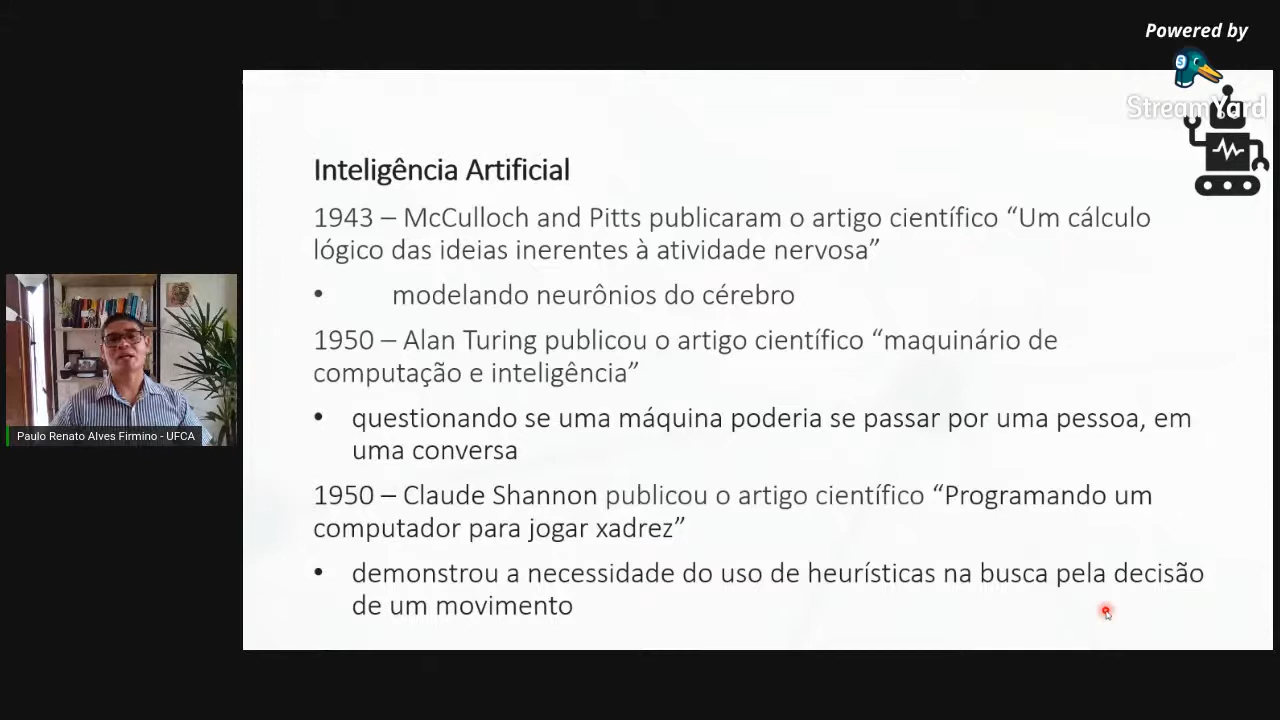 Powered by
StreamYard
Inteligência Artificial
1943 – McCulloch and Pitts publicaram o artigo científico “Um cálculo
lógico das ideias inerentes à atividade nervosa”
• modelando neurônios do cérebro
1950 – Alan Turing publicou o artigo científico “maquinário de
computação e inteligência”
• questionando se uma máquina poderia se passar por uma pessoa, em
uma conversa
1950 – Claude Shannon publicou o artigo científico “Programando um
computador para jogar xadrez”
• demonstrou a necessidade do uso de heurísticas na busca pela decisão
de um movimento
Paulo Renato Alves Firmino - UFCA